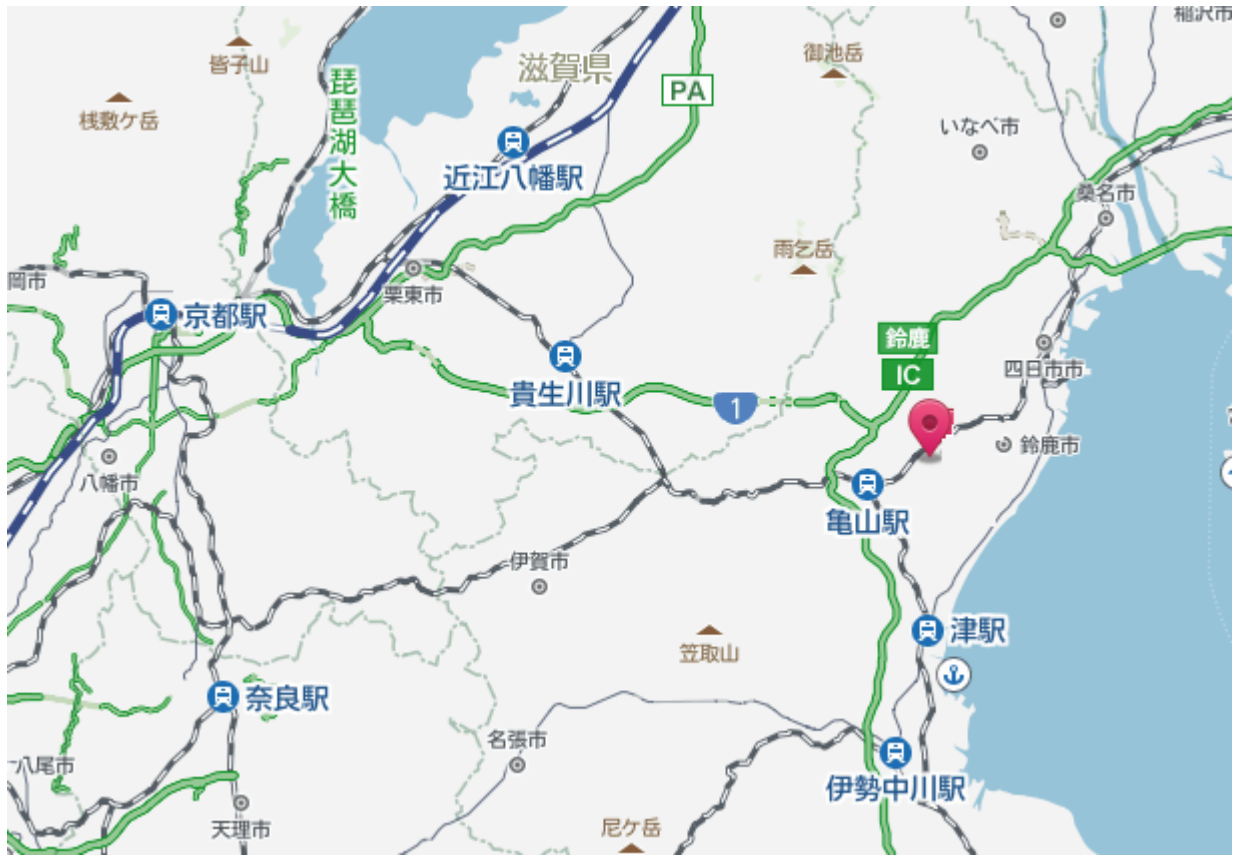 稲沢市
皆子山
滋賀県
御池岳
琵琶湖大橋
PA
桟敷ケ岳
いなべ市
近江八幡駅
桑名市
雨乞岳
岡市
栗東市
京都駅
鈴鹿
IC
四日市市
貴生川駅
1
鈴鹿市
八幡市
亀山駅
伊賀市
津駅
笠取山
奈良駅
名張市
八尾市
伊勢中川駅
天理市
尼ケ岳